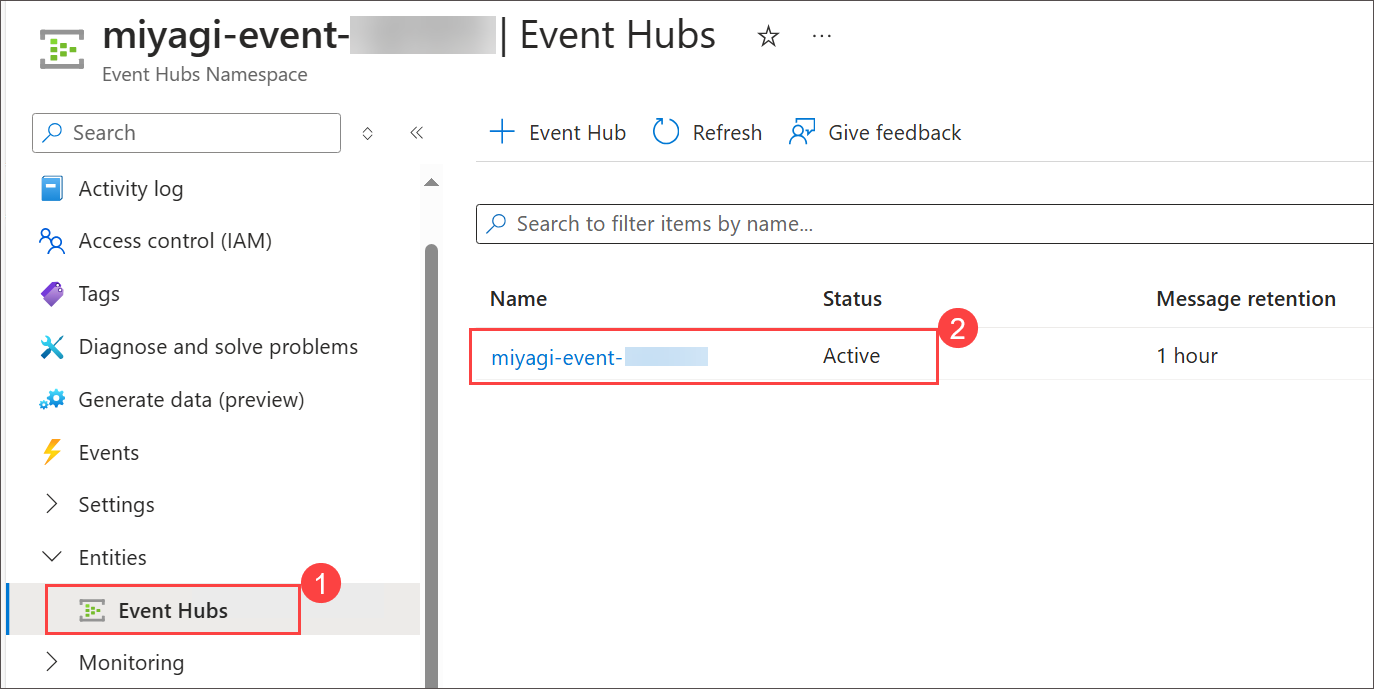 miyagi-event- | Event Hubs
Event Hubs Namespace
Search
Activity log
Access control (IAM)
Tags
Diagnose and solve problems
Generate data (preview)
Events
Settings
Entities
Event Hubs
1
Monitoring
Event Hub Refresh Give feedback
Search to filter items by name...
Name Status Message retention
2
miyagi-event- Active 1 hour